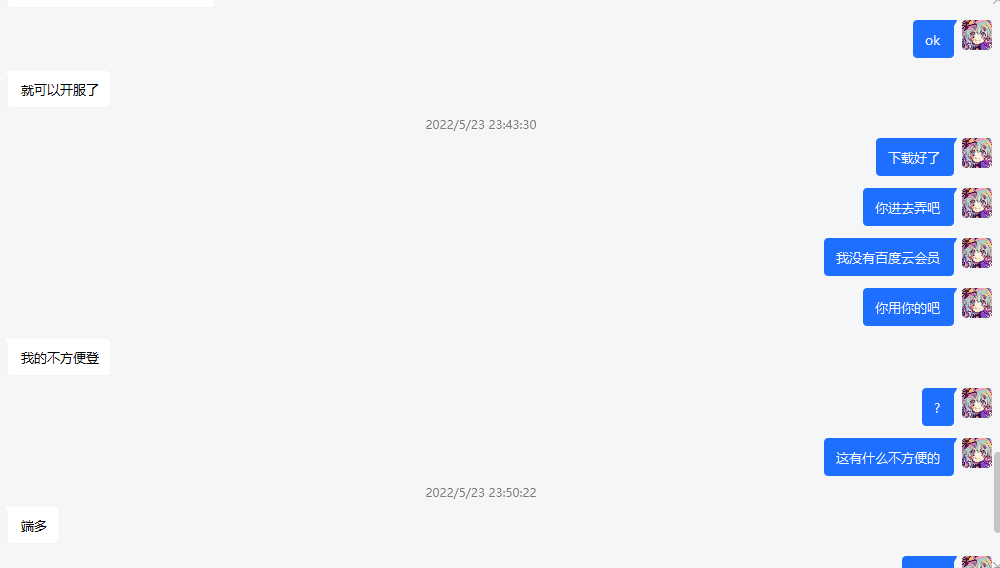 ok
就可以开服了
2022/5/23 23:43:30
下载好了
你进去弄吧
我没有百度云会员
你用你的吧
我的不方便登
?
这有什么不方便的
2022/5/23 23:50:22
端多